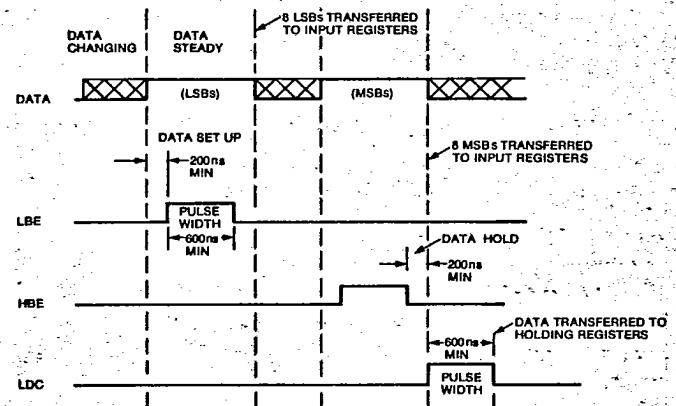 8 LSBs TRANSFERRED
TO INPUT REGISTERS
DATA
CHANGING
DATA
STEADY
DATA
(LSBs)
(MSBs)
DATA SET UP
200ns
MIN
8 MSBs TRANSFERRED
TO INPUT REGISTERS
LBE
PULSE
WIDTH
600ns
MIN
DATA HOLD
200ns
MIN
HBE
DATA TRANSFERRED TO
HOLDING REGISTERS
600ns
MIN
LDC
PULSE
WIDTH